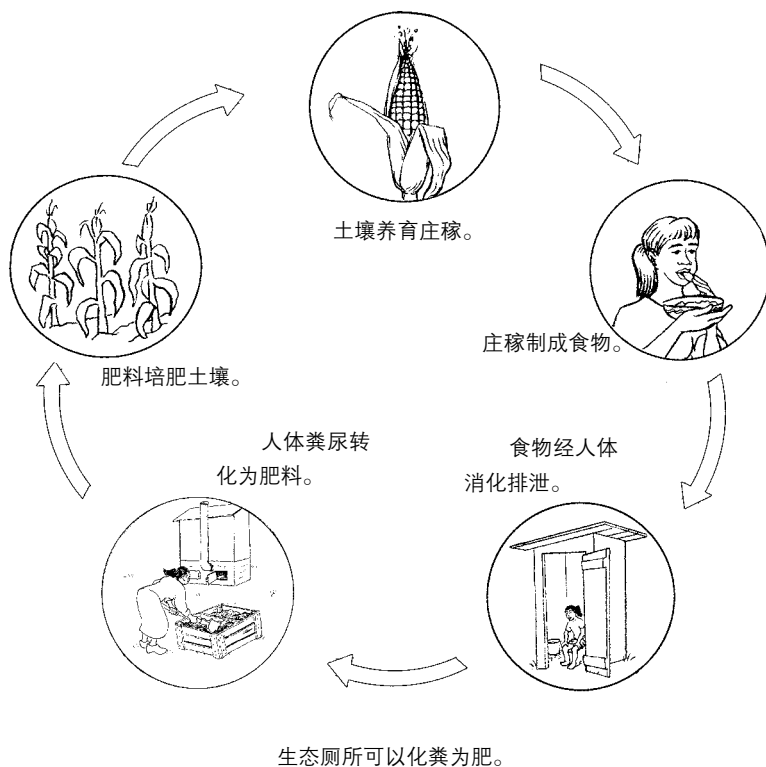 土壤养育庄稼。
庄稼制成食物。
食物经人体
消化排泄。
人体粪尿转
化为肥料。
肥料培肥土壤。
生态厕所可以化粪为肥。